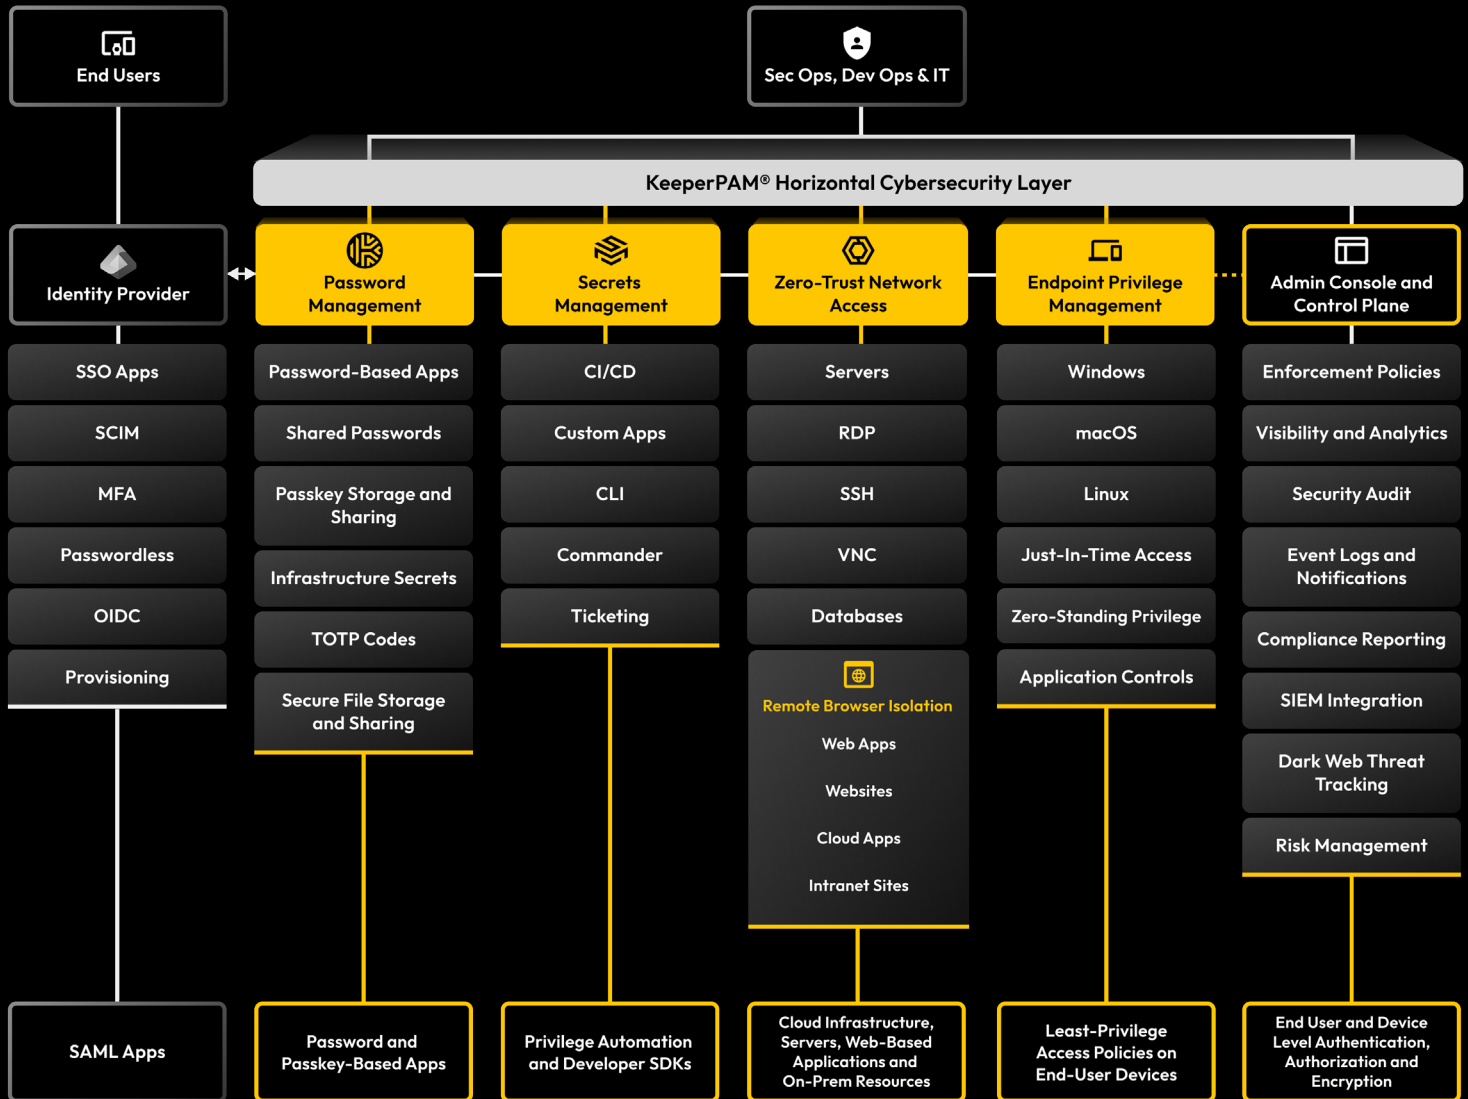 End Users
Sec Ops, Dev Ops & IT
KeeperPAM® Horizontal Cybersecurity Layer
Identity Provider
SSO Apps
SCIM
MFA
Passwordless
OIDC
Provisioning
SAML Apps
Password
Management
Password-Based Apps
Shared Passwords
Passkey Storage and
Sharing
Infrastructure Secrets
TOTP Codes
Secure File Storage
and Sharing
Password and
Passkey-Based Apps
Secrets
Management
CI/CD
Custom Apps
CLI
Commander
Ticketing
Privilege Automation
and Developer SDKs
Zero-Trust Network
Access
Servers
RDP
SSH
VNC
Databases
Remote Browser Isolation
Web Apps
Websites
Cloud Apps
Intranet Sites
Cloud Infrastructure,
Servers, Web-Based
Applications and
On-Prem Resources
Endpoint Privilege
Management
Windows
macOS
Linux
Just-In-Time Access
Zero-Standing Privilege
Application Controls
Least-Privilege
Access Policies on
End-User Devices
Admin Console and
Control Plane
Enforcement Policies
Visibility and Analytics
Security Audit
Event Logs and
Notifications
Compliance Reporting
SIEM Integration
Dark Web Threat
Tracking
Risk Management
End User and Device
Level Authentication,
Authorization and
Encryption